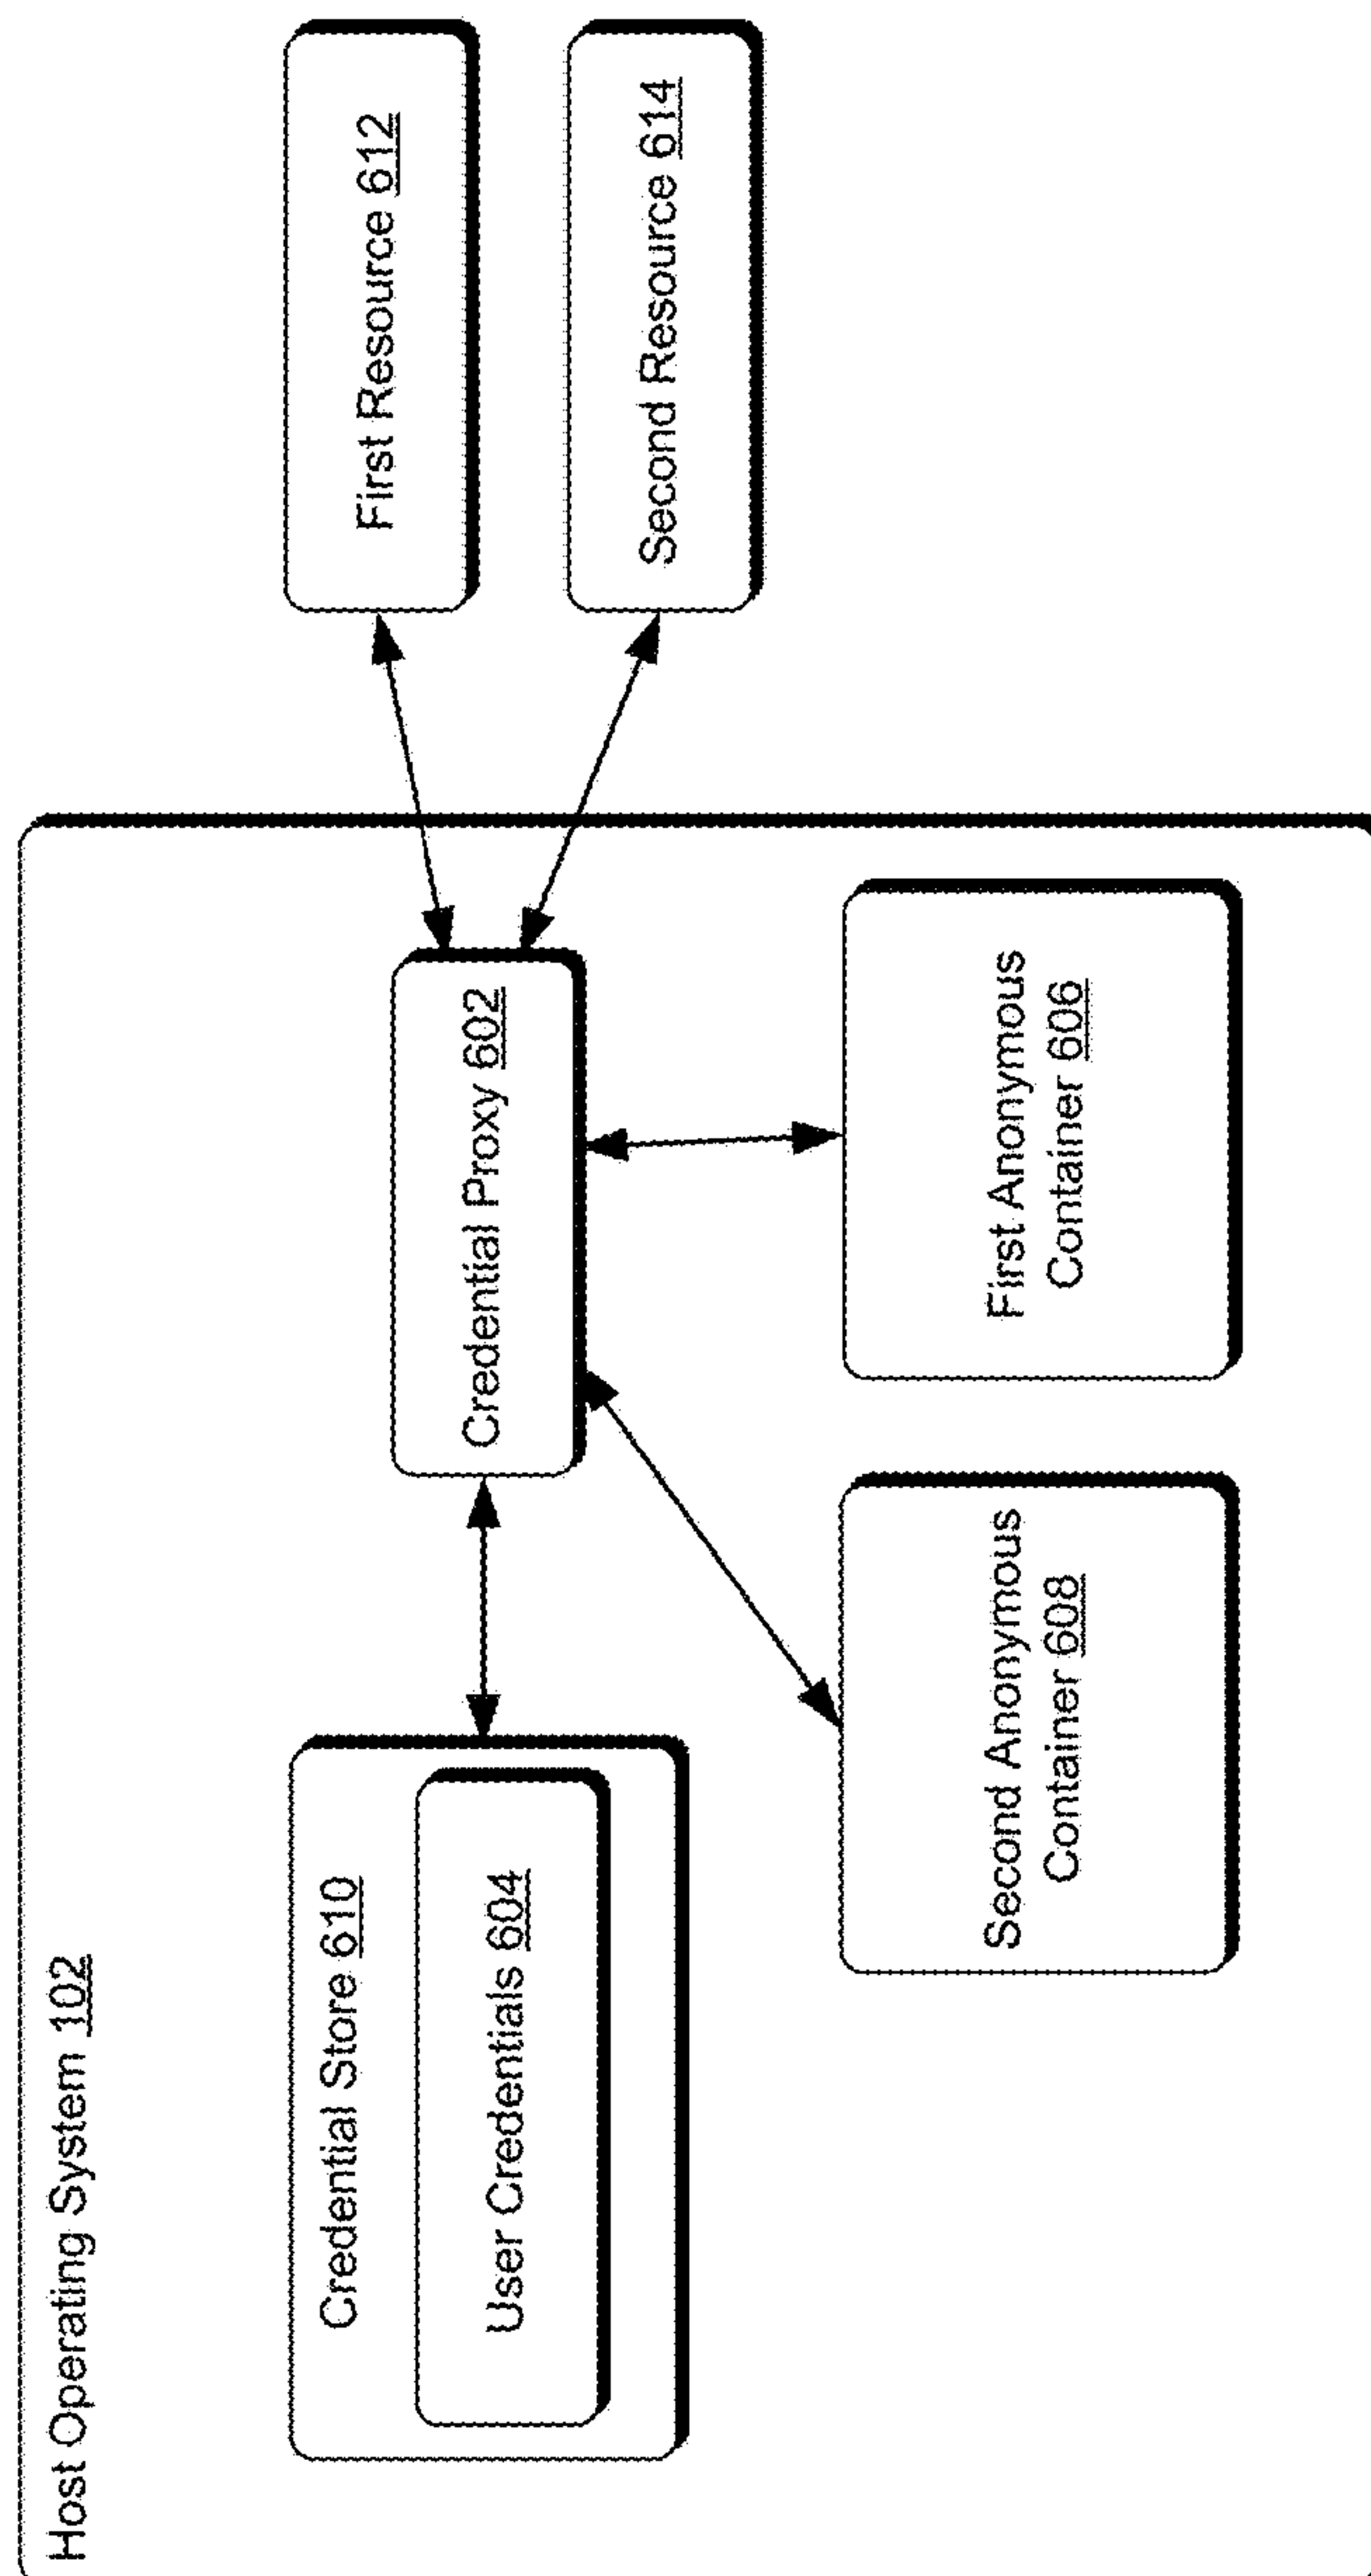 Host Operating System 102
Credential Store 610
User Credentials 604
Credential Proxy 602
First Resource 612
Second Resource 614
Second Anonymous
Container 608
First Anonymous
Container 606